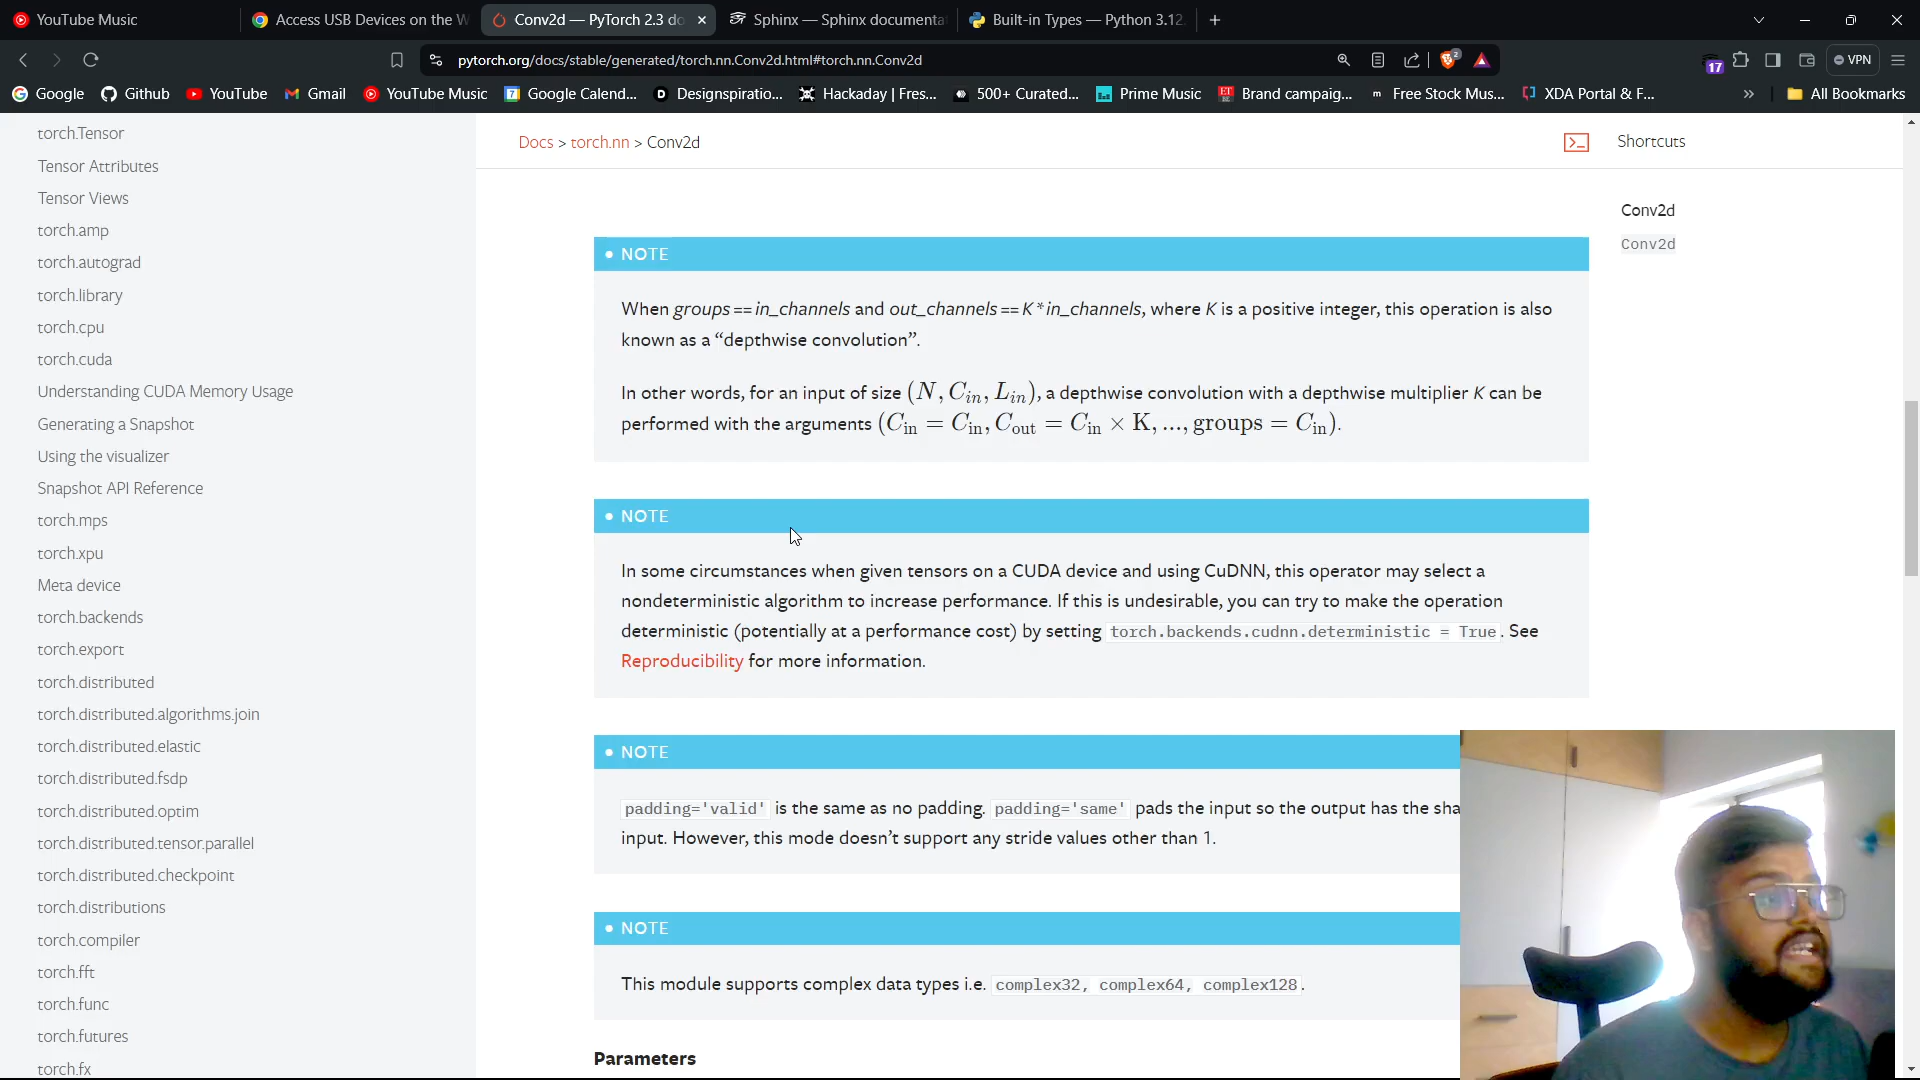 YouTube Music
Access USB Devices on the W
Conv2d — PyTorch 2.3 do
Sphinx — Sphinx documenta
Built-in Types — Python 3.12.
pytorch.org/docs/stable/generated/torch.nn.Conv2d.html#torch.nn.Conv2d
2
17
VPN
Google
Github
YouTube
Gmail
YouTube Music
7
Google Calend...
Designspiratio...
Hackaday | Fres...
500+ Curated...
Prime Music
Brand campaig...
Free Stock Mus...
XDA Portal & F...
»
All Bookmarks
torch.Tensor
Tensor Attributes
Tensor Views
torch.amp
torch.autograd
torch.library
torch.cpu
torch.cuda
Understanding CUDA Memory Usage
Generating a Snapshot
Using the visualizer
Snapshot API Reference
torch.mps
torch.xpu
Meta device
torch.backends
torch.export
torch.distributed
torch.distributed.algorithms.join
torch.distributed.elastic
torch.distributed.fsdp
torch.distributed.optim
torch.distributed.tensor.parallel
torch.distributed.checkpoint
torch.distributions
torch.compiler
torch.fft
torch.func
torch.futures
torch.fx
Docs > torch.nn > Conv2d
Shortcuts
Conv2d
Conv2d
• NOTE
When groups == in_channels and out_channels == K * in_channels, where K is a positive integer, this operation is also
known as a “depthwise convolution”.
In other words, for an input of size (N, C_in, L_in), a depthwise convolution with a depthwise multiplier K can be
performed with the arguments (C_in = C_in, C_out = C_in × K, ..., groups = C_in).
• NOTE
In some circumstances when given tensors on a CUDA device and using CuDNN, this operator may select a
nondeterministic algorithm to increase performance. If this is undesirable, you can try to make the operation
deterministic (potentially at a performance cost) by setting torch.backends.cudnn.deterministic = True. See
Reproducibility for more information.
• NOTE
padding='valid' is the same as no padding. padding='same' pads the input so the output has the sha
input. However, this mode doesn’t support any stride values other than 1.
• NOTE
This module supports complex data types i.e. complex32, complex64, complex128.
Parameters